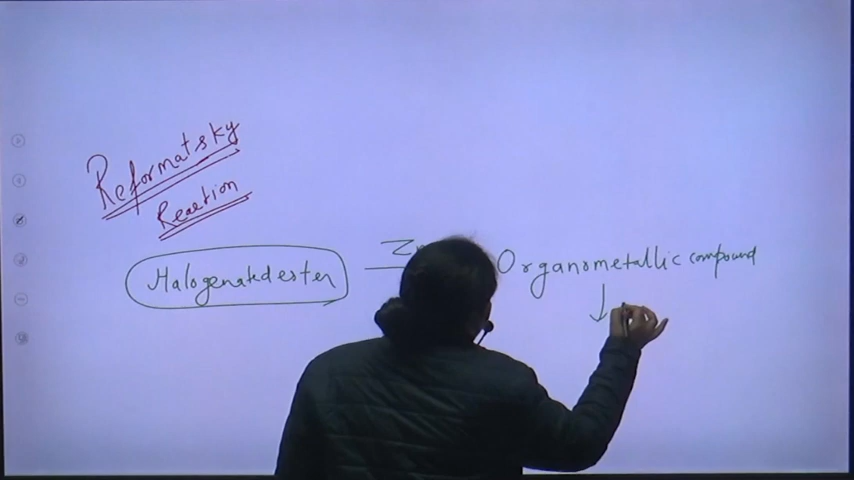 Reformatsky
Reaction
Halogenated ester
Organometallic compound